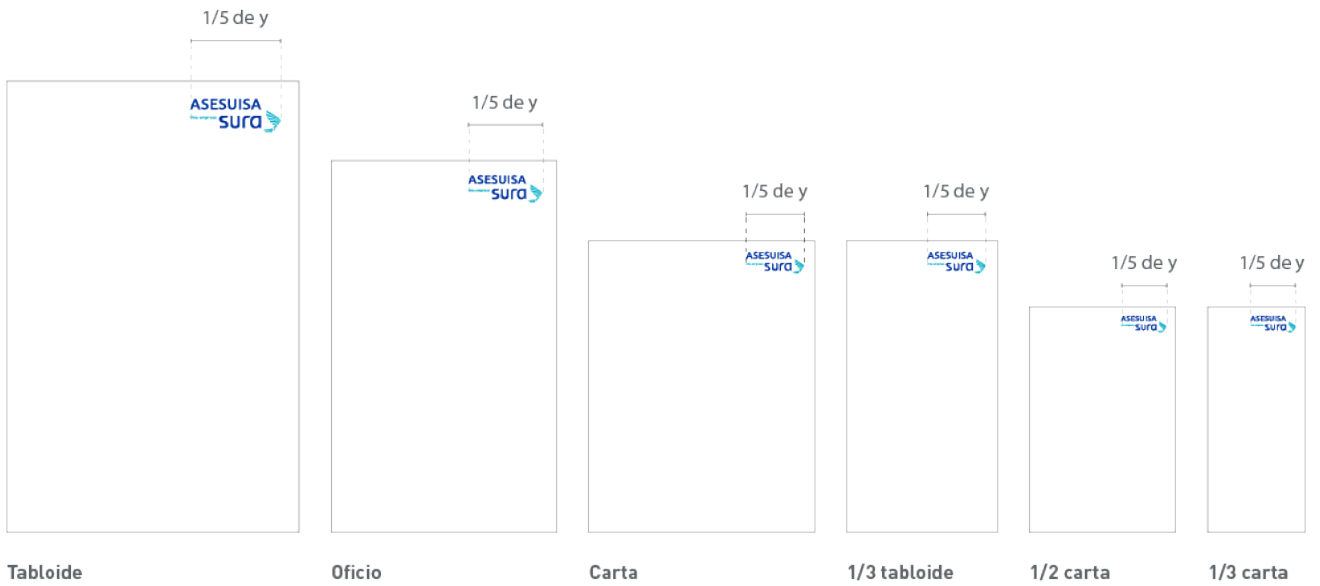 1/5 de y
ASESUISA
sura
Tabloide
1/5 de y
ASESUISA
sura
Oficio
1/5 de y
ASESUISA
sura
Carta
1/5 de y
ASESUISA
sura
1/3 tabloide
1/5 de y
ASESUISA
sura
1/2 carta
1/5 de y
ASESUISA
sura
1/3 carta